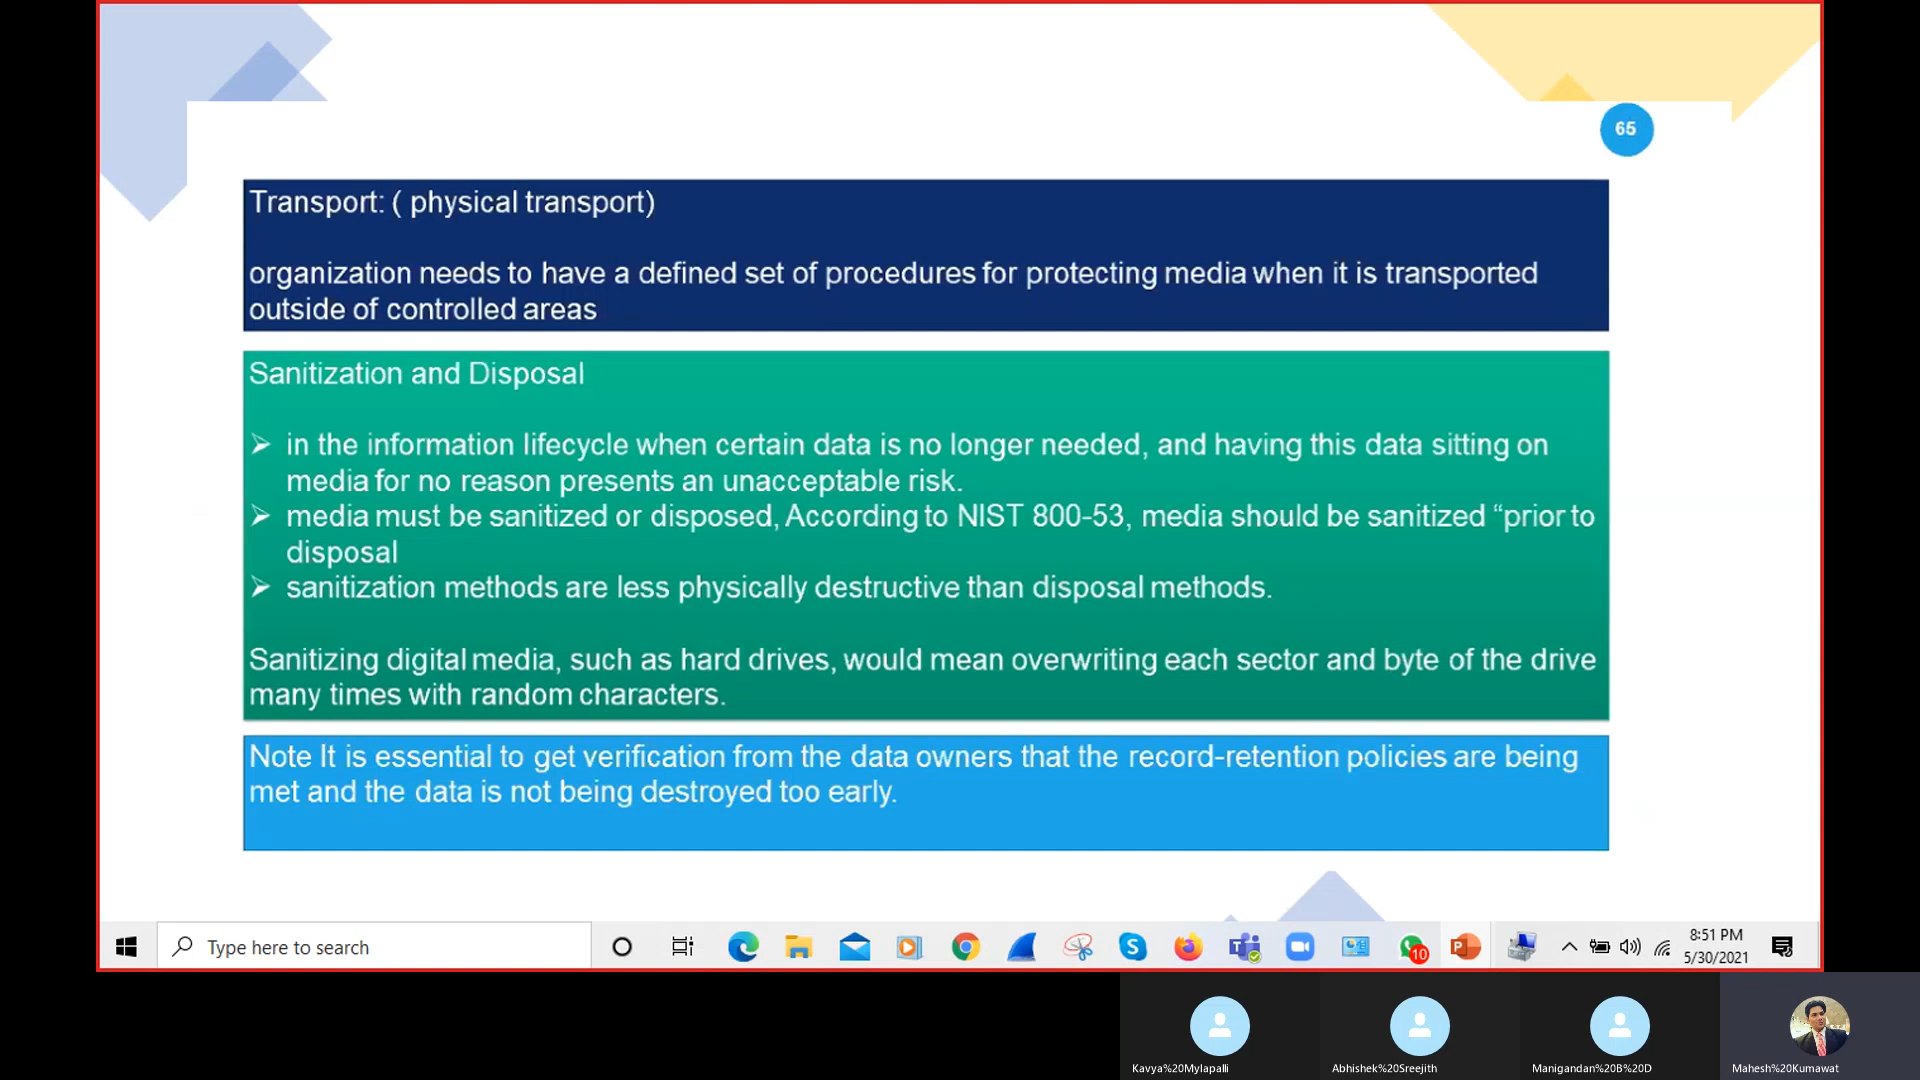 65
Transport: ( physical transport)
organization needs to have a defined set of procedures for protecting media when it is transported
outside of controlled areas
Sanitization and Disposal
➢ in the information lifecycle when certain data is no longer needed, and having this data sitting on
media for no reason presents an unacceptable risk.
➢ media must be sanitized or disposed, According to NIST 800-53, media should be sanitized “prior to
disposal
➢ sanitization methods are less physically destructive than disposal methods.
Sanitizing digital media, such as hard drives, would mean overwriting each sector and byte of the drive
many times with random characters.
Note It is essential to get verification from the data owners that the record-retention policies are being
met and the data is not being destroyed too early.
Type here to search
10
8:51 PM
5/30/2021
Kavya%20Mylapalli
Abhishek%20Sreejith
Manigandan%20B%20D
Mahesh%20Kumawat